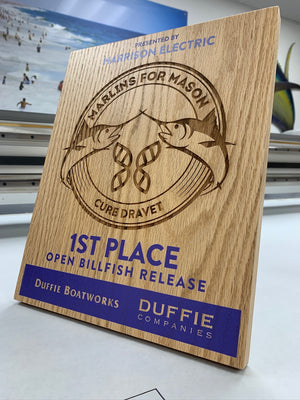 PRESENTED BY
HARRISON ELECTRIC
MARLINS FOR MASON
CURE DRAVET
1ST PLACE
OPEN BILLFISH RELEASE
DUFFIE BOATWORKS
DUFFIE
COMPANIES